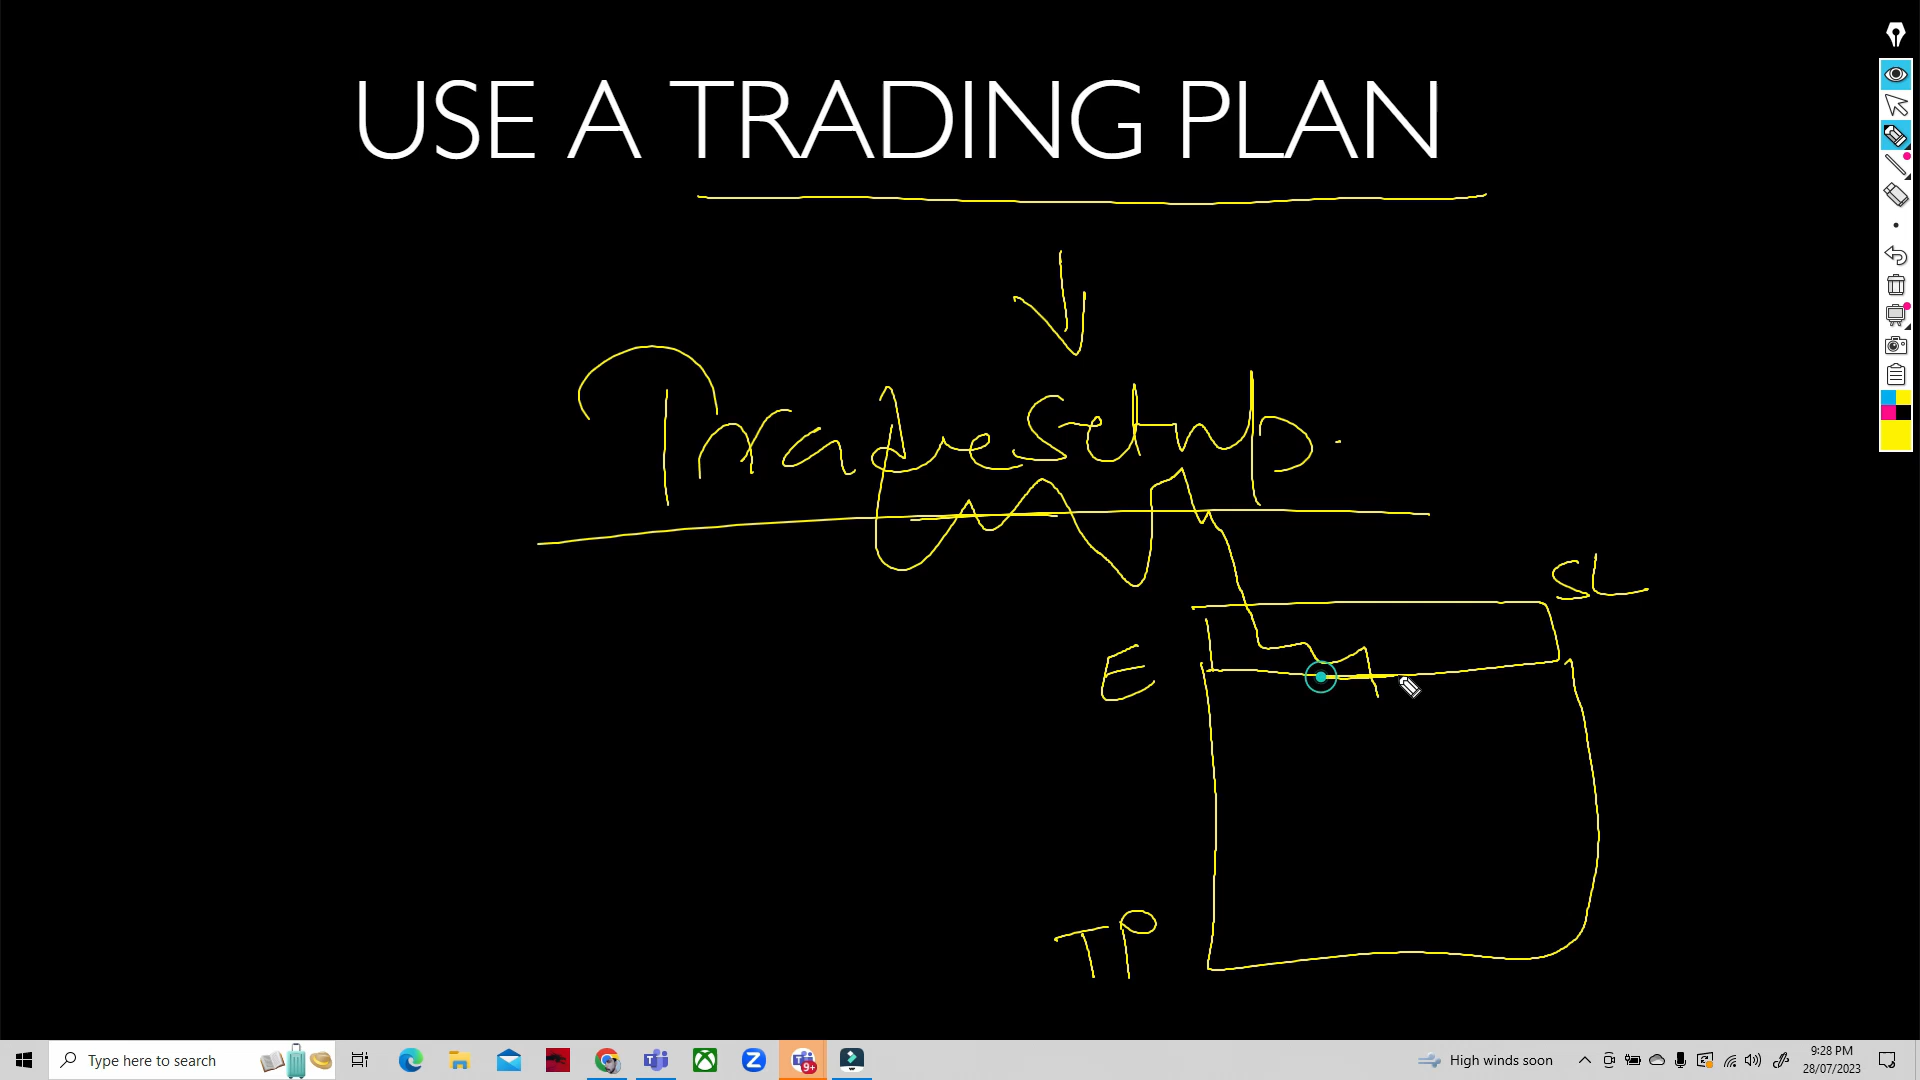 USE A TRADING PLAN
Trade Setup.
SL
E
TP
Type here to search
9+
High winds soon
9:28 PM
28/07/2023